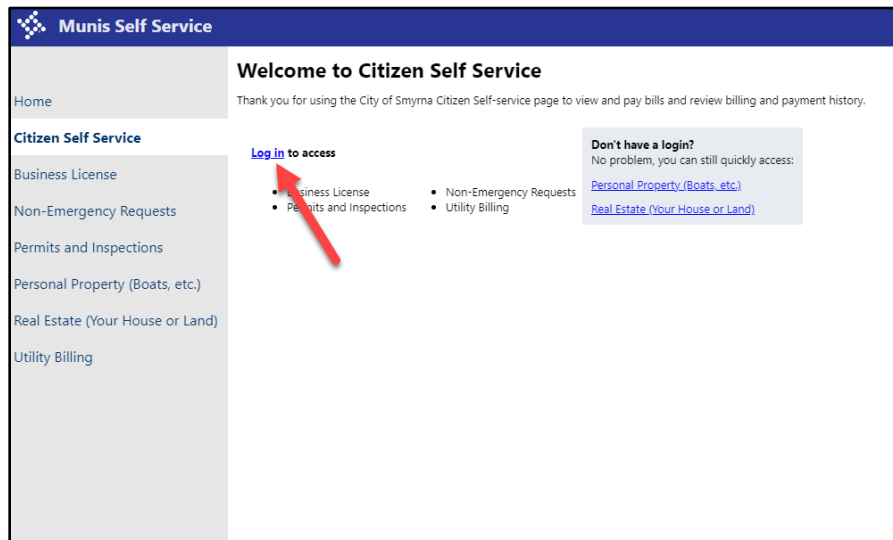 Munis Self Service
Home
Citizen Self Service
Business License
Non-Emergency Requests
Permits and Inspections
Personal Property (Boats, etc.)
Real Estate (Your House or Land)
Utility Billing
Welcome to Citizen Self Service
Thank you for using the City of Smyrna Citizen Self-service page to view and pay bills and review billing and payment history.
Log in to access
• Business License
• Permits and Inspections
• Non-Emergency Requests
• Utility Billing
Don't have a login?
No problem, you can still quickly access:
Personal Property (Boats, etc.)
Real Estate (Your House or Land)